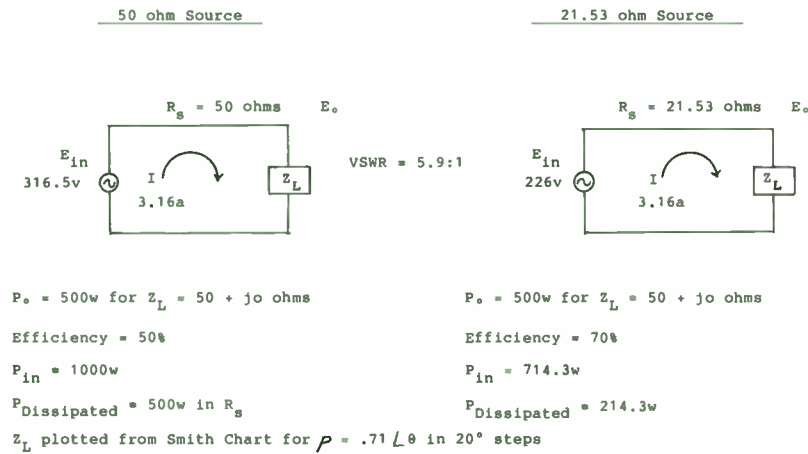 50 ohm Source
R_s = 50 ohms E_o
E_in
316.5v
I
3.16a
Z_L
VSWR = 5.9:1
P_o = 500w for Z_L = 50 + jo ohms
Efficiency = 50%
P_in = 1000w
P_Dissipated = 500w in R_s
21.53 ohm Source
R_s = 21.53 ohms E_o
E_in
226v
I
3.16a
Z_L
P_o = 500w for Z_L = 50 + jo ohms
Efficiency = 70%
P_in = 714.3w
P_Dissipated = 214.3w
Z_L plotted from Smith Chart for ρ = .71 ∠θ in 20° steps